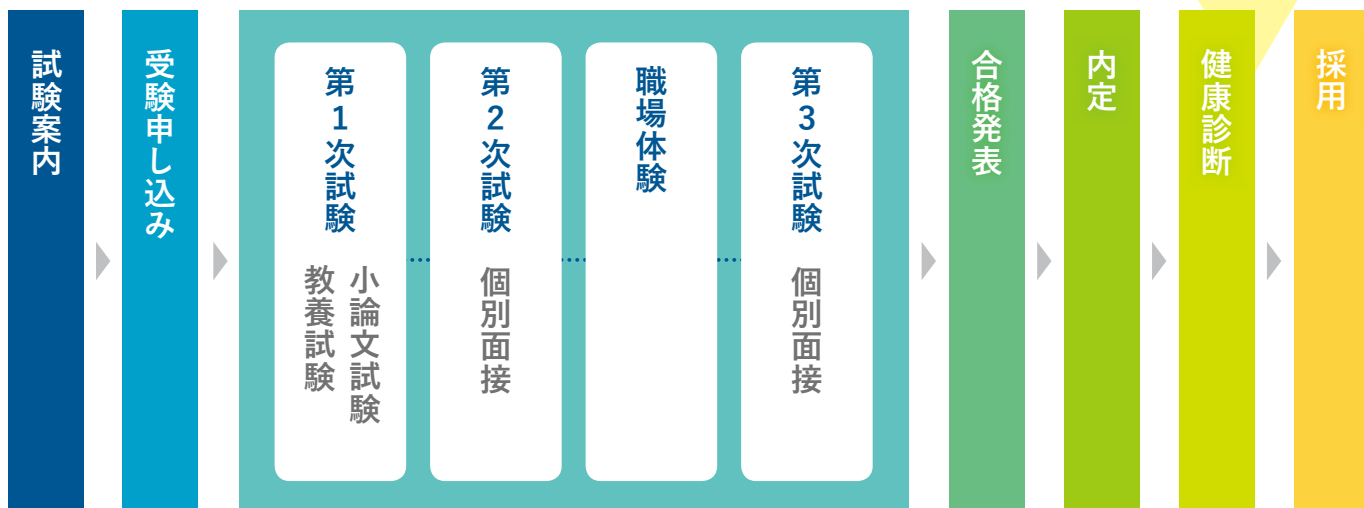 試験案内
受験申し込み
第1次試験
小論文試験
教養試験
第2次試験
個別面接
職場体験
第3次試験
個別面接
合格発表
内定
健康診断
採用